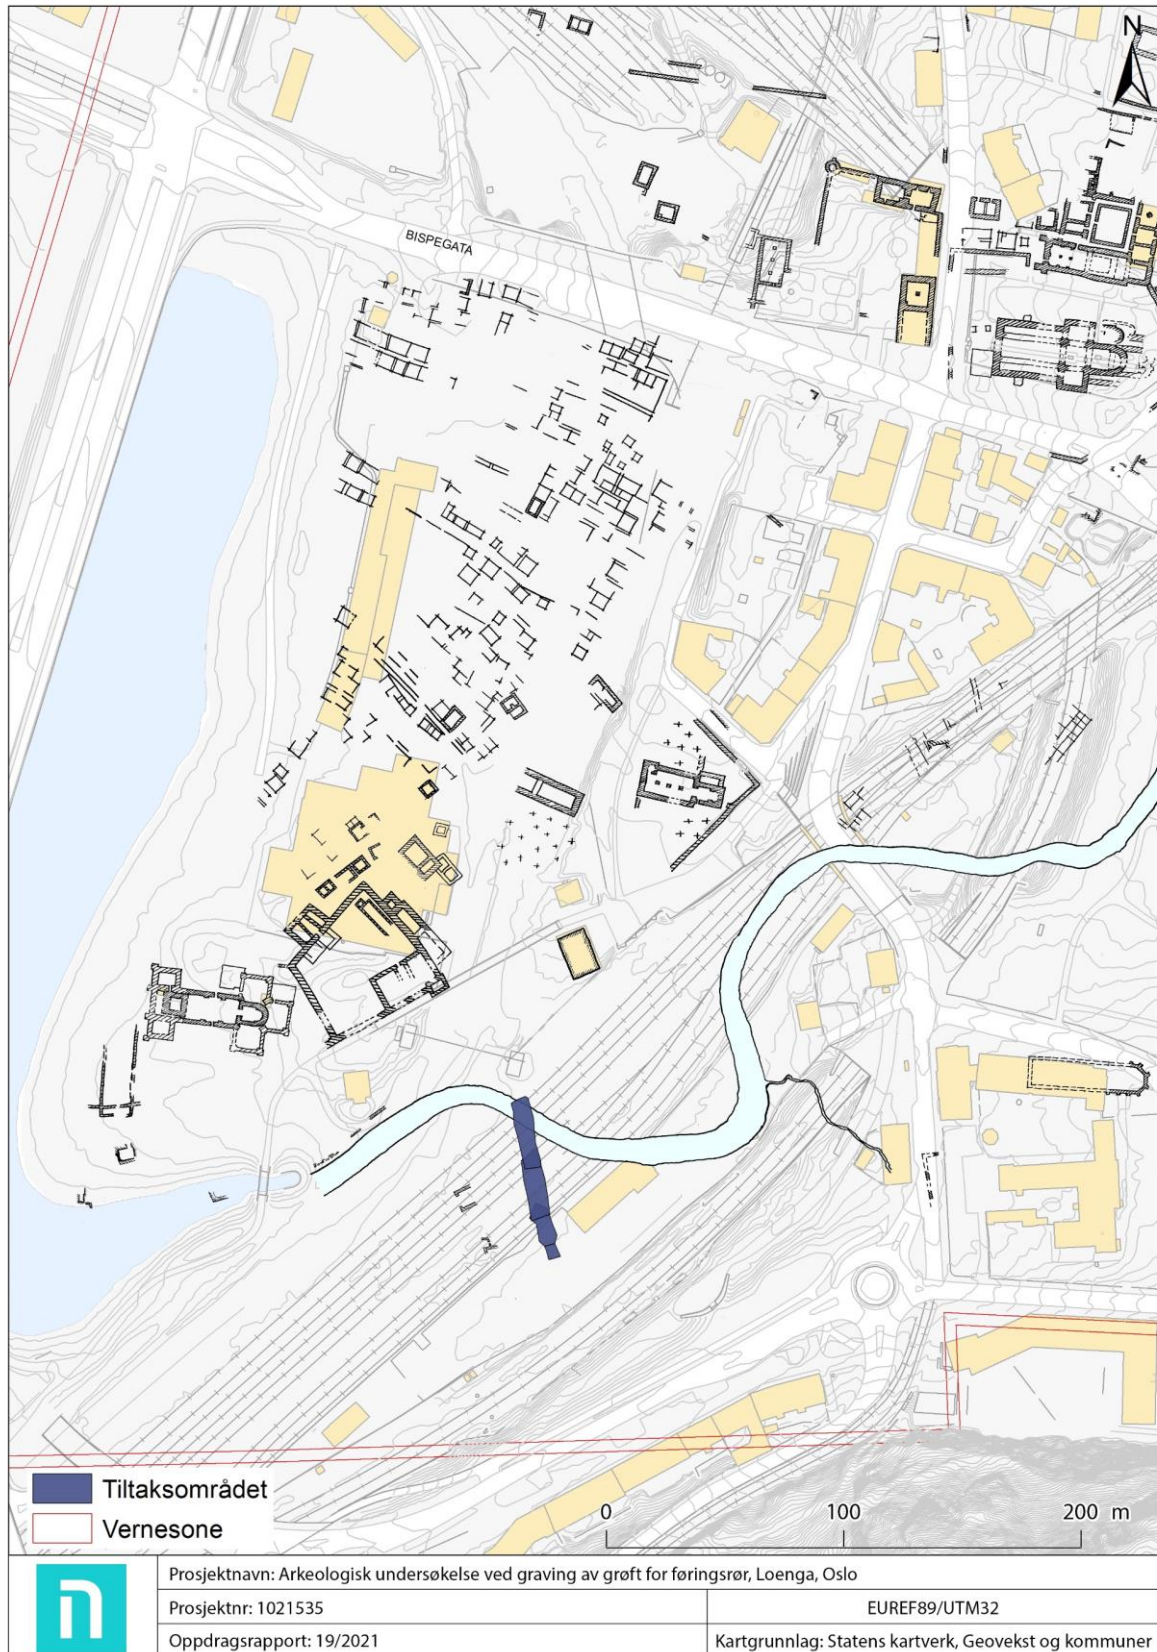 N
BISPEGATA
Tiltaksområdet
Vernesone
0 100 200 m
Prosjektnavn: Arkeologisk undersøkelse ved graving av grøft for føringsrør, Loenga, Oslo
Prosjektnr: 1021535
EUREF89/UTM32
Oppdragsrapport: 19/2021
Kartgrunnlag: Statens kartverk, Geovekst og kommuner